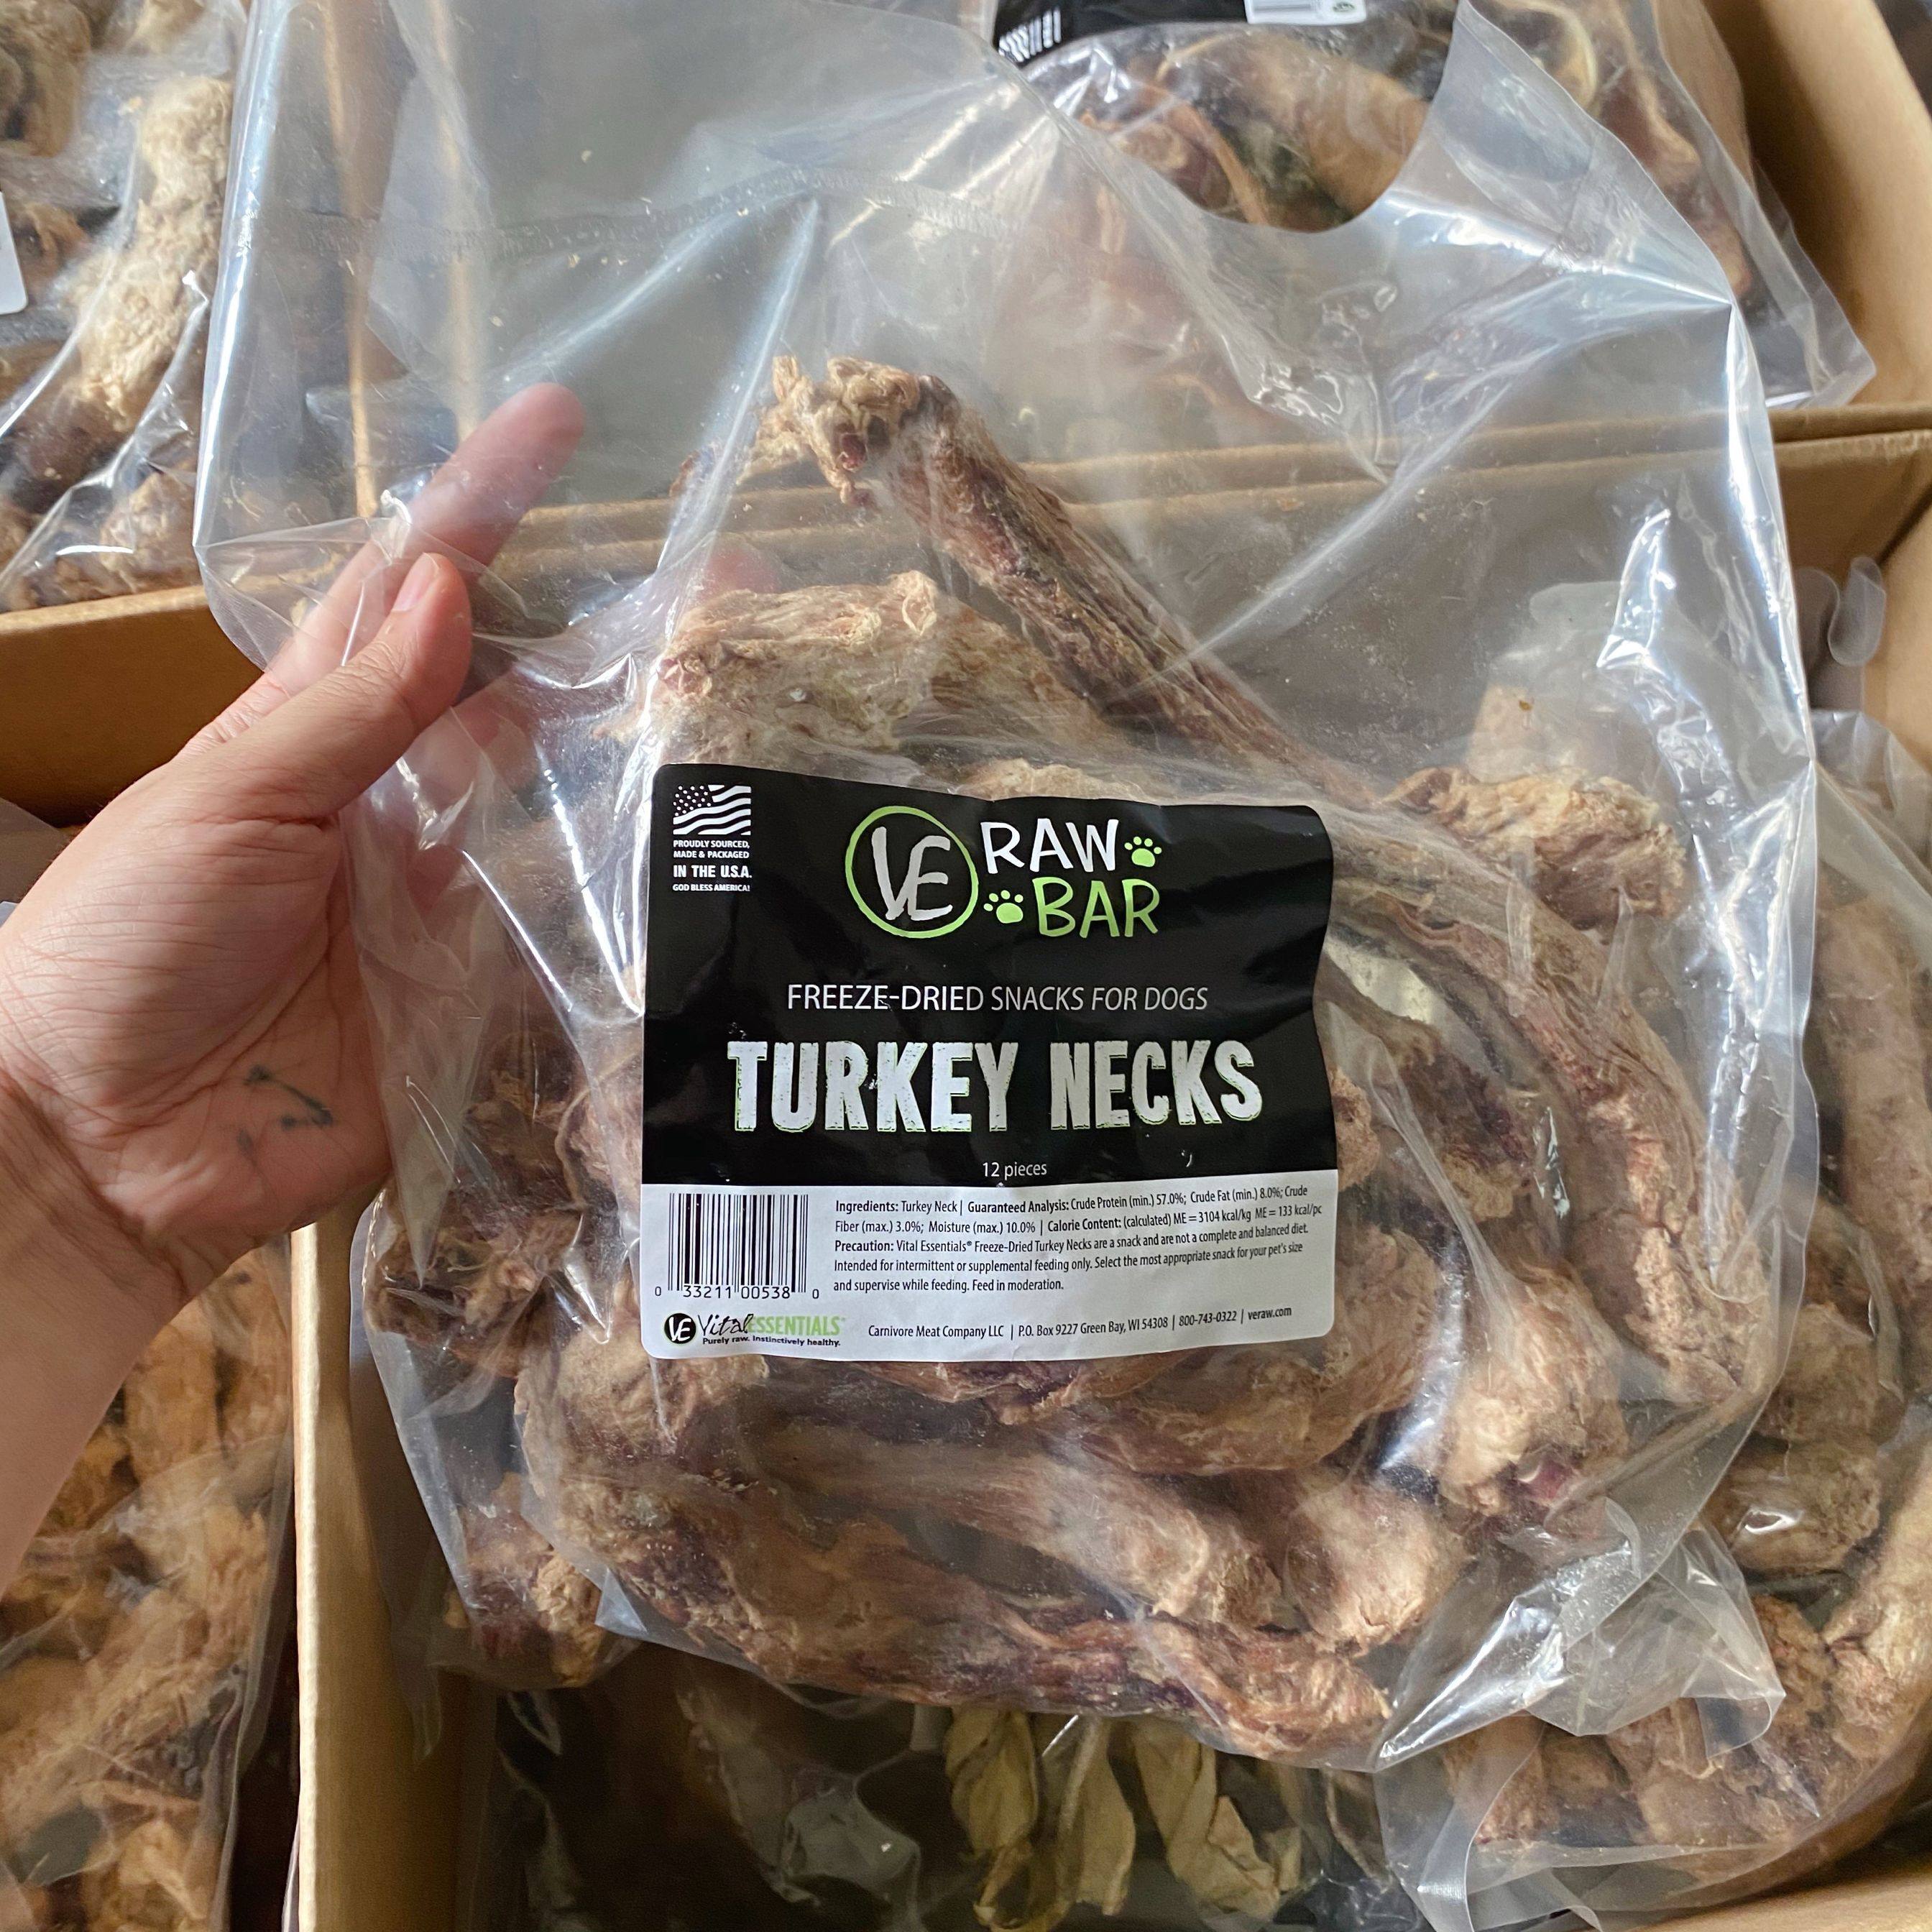 PROUDLY SOURCED,
MADE & PACKAGED
IN THE U.S.A.
GOD BLESS AMERICA!
VE RAW
BAR
FREEZE-DRIED SNACKS FOR DOGS
TURKEY NECKS
12 pieces
Ingredients: Turkey Neck | Guaranteed Analysis: Crude Protein (min.) 57.0%; Crude Fat (min.) 8.0%; Crude
Fiber (max.) 3.0%; Moisture (max.) 10.0% | Calorie Content: (calculated) ME = 3104 kcal/kg ME = 133 kcal/pc
Precaution: Vital Essentials® Freeze-Dried Turkey Necks are a snack and are not a complete and balanced diet.
Intended for intermittent or supplemental feeding only. Select the most appropriate snack for your pet's size
and supervise while feeding. Feed in moderation.
0 33211 00538 0
VE Vital ESSENTIALS™
Purely raw. Instinctively healthy.
Carnivore Meat Company LLC | P.O. Box 9227 Green Bay, WI 54308 | 800-743-0322 | veraw.com